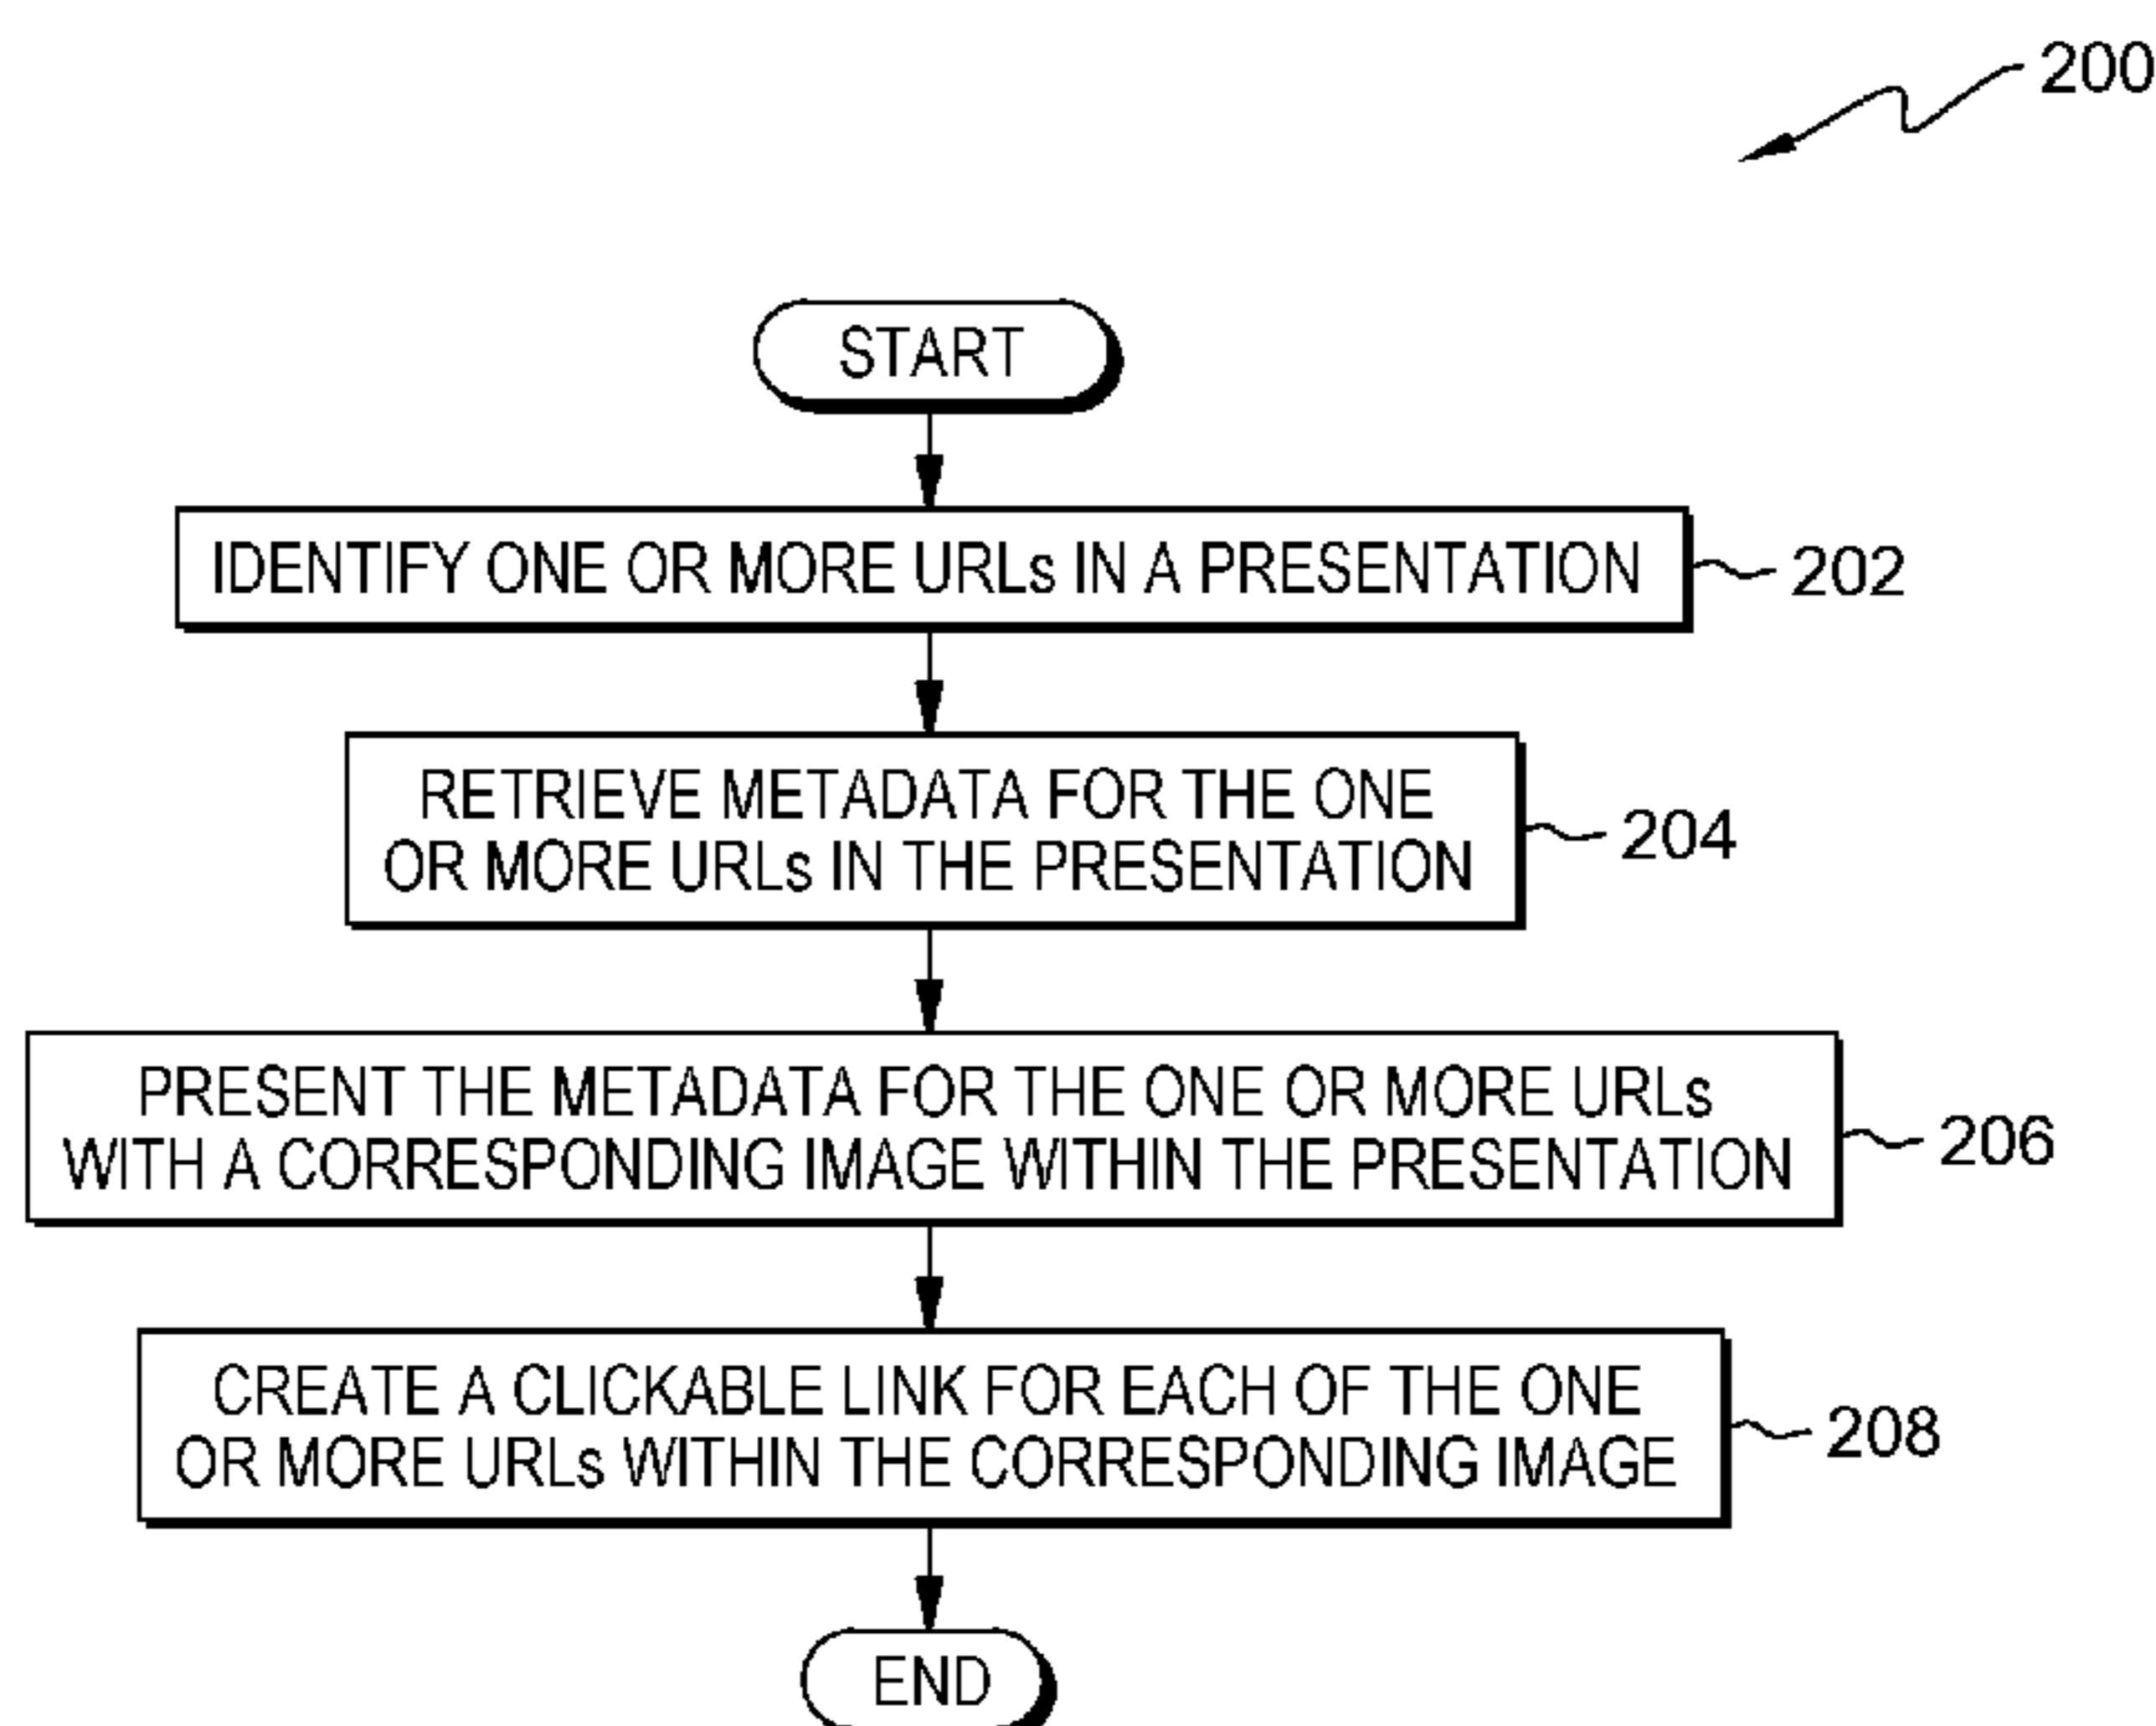 200
START
IDENTIFY ONE OR MORE URLs IN A PRESENTATION
202
RETRIEVE METADATA FOR THE ONE
OR MORE URLs IN THE PRESENTATION
204
PRESENT THE METADATA FOR THE ONE OR MORE URLs
WITH A CORRESPONDING IMAGE WITHIN THE PRESENTATION
206
CREATE A CLICKABLE LINK FOR EACH OF THE ONE
OR MORE URLs WITHIN THE CORRESPONDING IMAGE
208
END